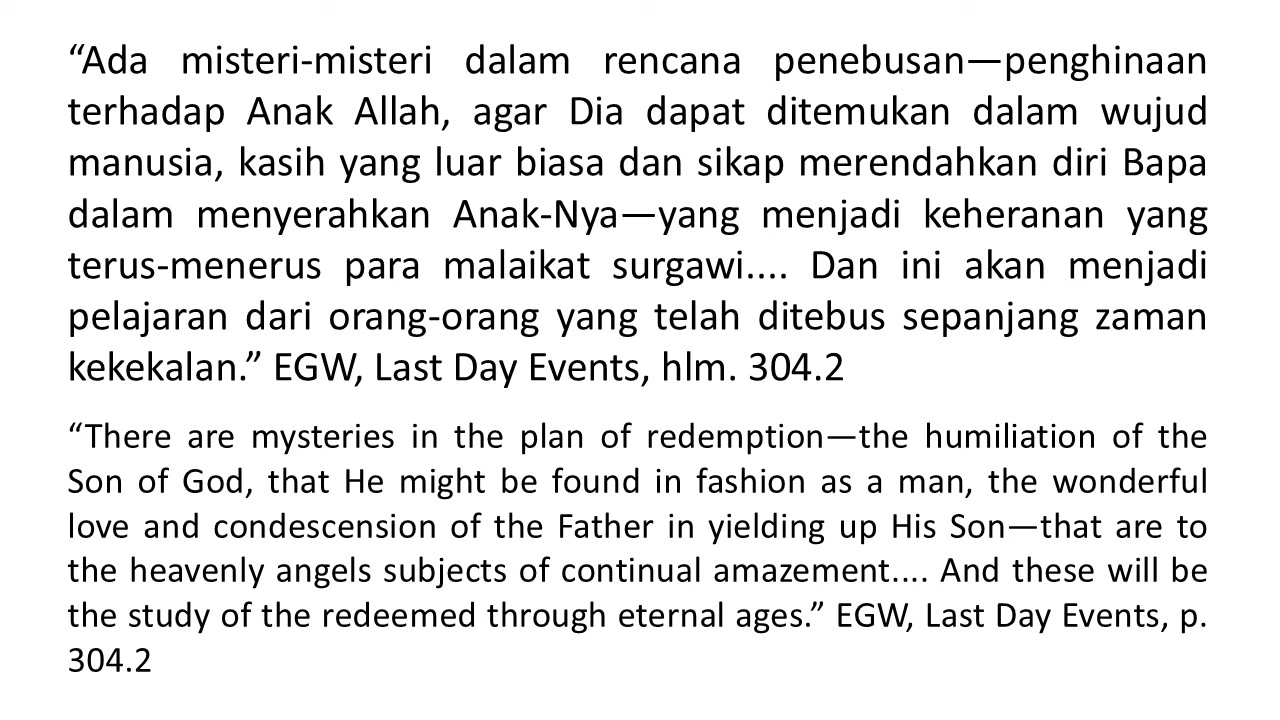 “Ada misteri-misteri dalam rencana penebusan—penghinaan
terhadap Anak Allah, agar Dia dapat ditemukan dalam wujud
manusia, kasih yang luar biasa dan sikap merendahkan diri Bapa
dalam menyerahkan Anak-Nya—yang menjadi keheranan yang
terus-menerus para malaikat surgawi.... Dan ini akan menjadi
pelajaran dari orang-orang yang telah ditebus sepanjang zaman
kekekalan.” EGW, Last Day Events, hlm. 304.2
“There are mysteries in the plan of redemption—the humiliation of the
Son of God, that He might be found in fashion as a man, the wonderful
love and condescension of the Father in yielding up His Son—that are to
the heavenly angels subjects of continual amazement.... And these will be
the study of the redeemed through eternal ages.” EGW, Last Day Events, p.
304.2